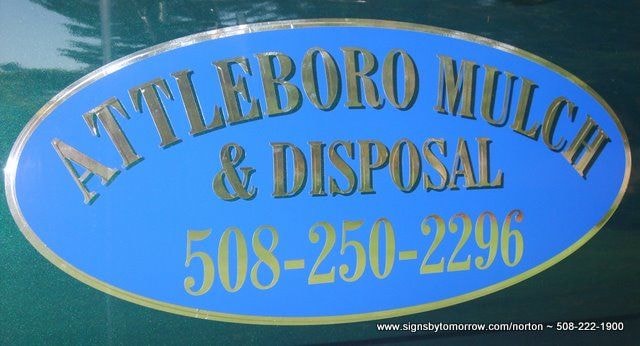 ATTLEBORO MULCH
& DISPOSAL
508-250-2296
www.signsbytomorrow.com/norton ~ 508-222-1900